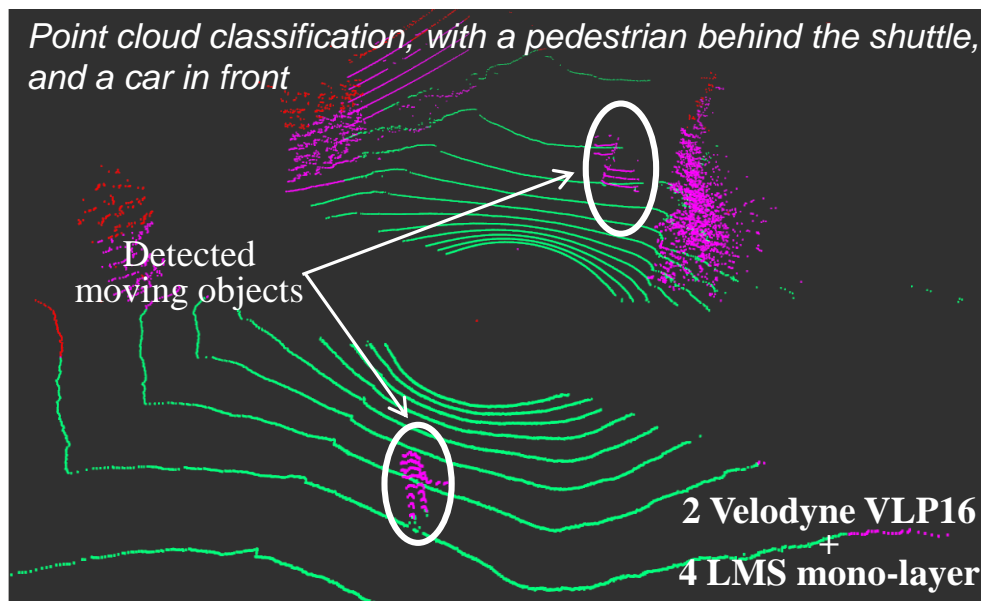 Point cloud classification, with a pedestrian behind the shuttle,
and a car in front
Detected
moving objects
2 Velodyne VLP16
+
4 LMS mono-layer